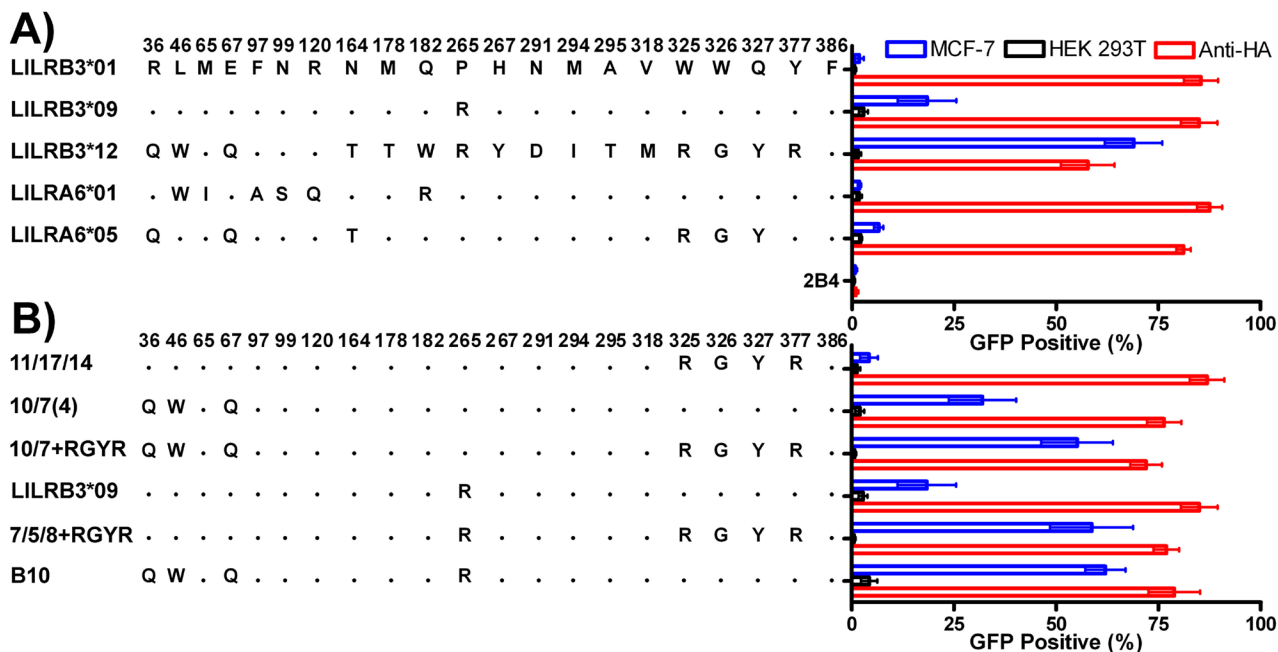 A)
36 46 65 67 97 99 120 164 178 182 265 267 291 294 295 318 325 326 327 377 386
MCF-7 HEK 293T Anti-HA
LILRB3*01 R L M E F N R N M Q P H N M A V W W Q Y F
LILRB3*09 . . . . . . . . . . R . . . . . . . . . .
LILRB3*12 Q W . Q . . . T T W R Y D I T M R G Y R .
LILRA6*01 . W I . A S Q . . R . . . . . . . . . . .
LILRA6*05 Q . . Q . . . T . . . . . . . . R G Y . .
2B4
0 25 50 75 100
GFP Positive (%)
B)
36 46 65 67 97 99 120 164 178 182 265 267 291 294 295 318 325 326 327 377 386
11/17/14 . . . . . . . . . . . . . . . . R G Y R .
10/7(4) Q W . Q . . . . . . . . . . . . . . . . .
10/7+RGYR Q W . Q . . . . . . . . . . . . R G Y R .
LILRB3*09 . . . . . . . . . . R . . . . . . . . . .
7/5/8+RGYR . . . . . . . . . . R . . . . . R G Y R .
B10 Q W . Q . . . . . . R . . . . . . . . . .
0 25 50 75 100
GFP Positive (%)